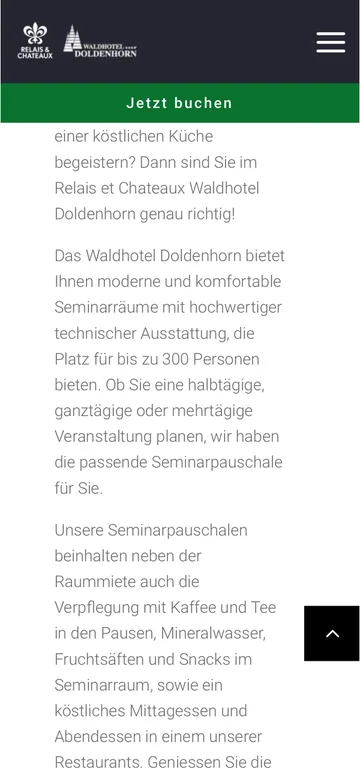 RELAIS &
CHATEAUX
WALDHOTEL ****
DOLDENHORN
Jetzt buchen
einer köstlichen Küche
begeistern? Dann sind Sie im
Relais et Chateaux Waldhotel
Doldenhorn genau richtig!
Das Waldhotel Doldenhorn bietet
Ihnen moderne und komfortable
Seminarräume mit hochwertiger
technischer Ausstattung, die
Platz für bis zu 300 Personen
bieten. Ob Sie eine halbtägige,
ganztägige oder mehrtägige
Veranstaltung planen, wir haben
die passende Seminarpauschale
für Sie.
Unsere Seminarpauschalen
beinhalten neben der
Raummiete auch die
Verpflegung mit Kaffee und Tee
in den Pausen, Mineralwasser,
Fruchtsäften und Snacks im
Seminarraum, sowie ein
köstliches Mittagessen und
Abendessen in einem unserer
Restaurants. Geniessen Sie die